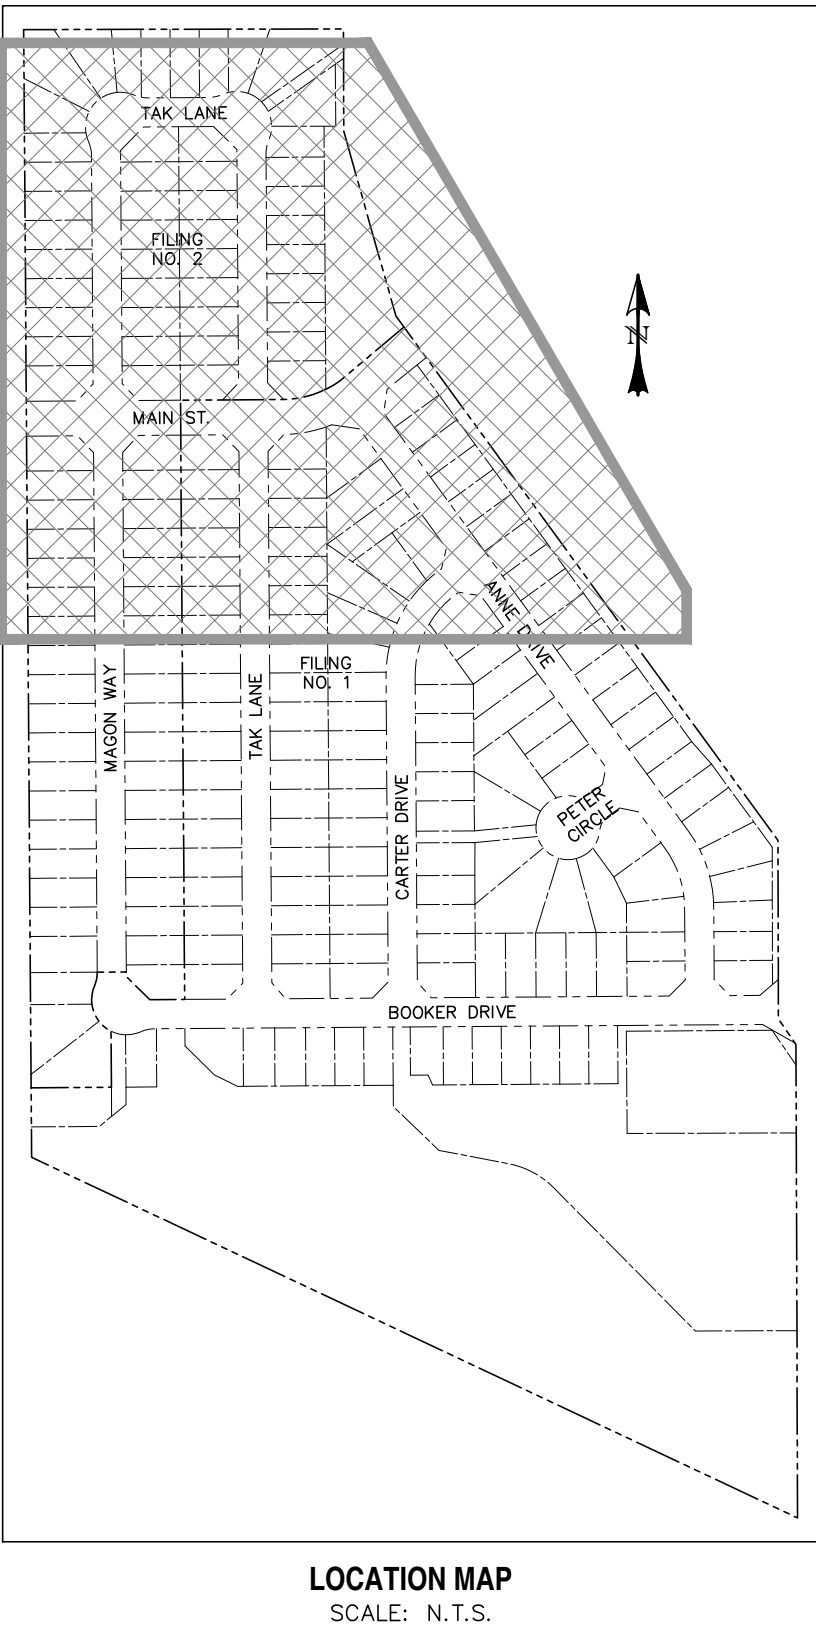 TAK LANE
FILING
NO. 2
N
MAIN ST.
ANNE DRIVE
FILING
NO. 1
MAGON WAY
TAK LANE
CARTER DRIVE
PETER
CIRCLE
BOOKER DRIVE
LOCATION MAP
SCALE: N.T.S.